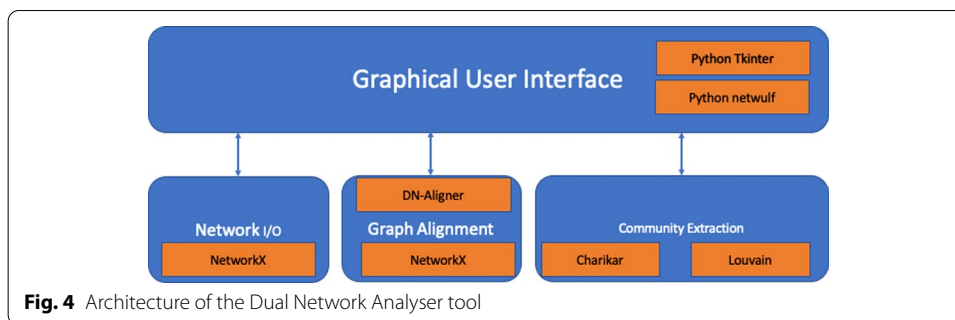 Graphical User Interface
Python Tkinter
Python netwulf
Network I/O
NetworkX
DN-Aligner
Graph Alignment
NetworkX
Community Extraction
Charikar
Louvain
Fig. 4 Architecture of the Dual Network Analyser tool